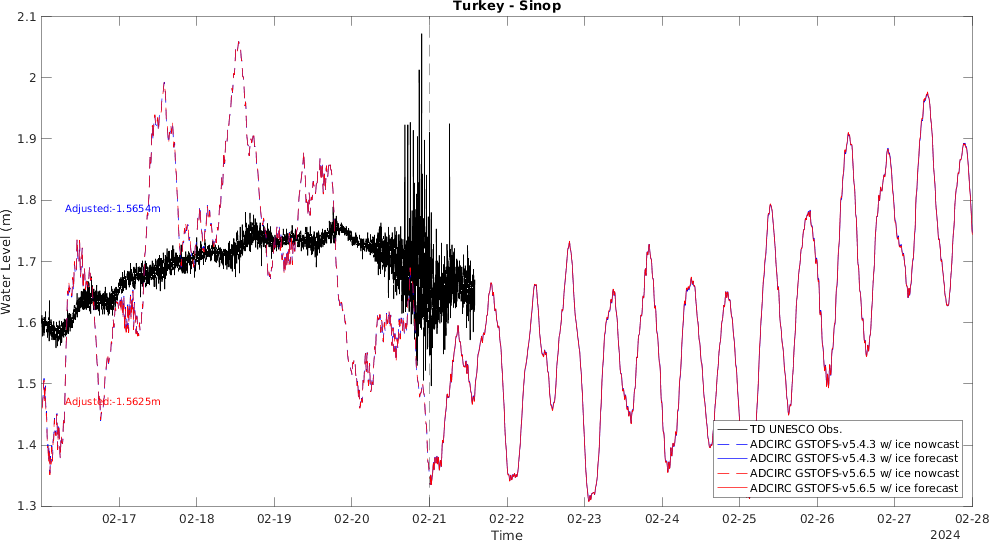 Turkey - Sinop
2.1
2
1.9
1.8
1.7
1.6
1.5
1.4
1.3
Water Level (m)
Adjusted:-1.5654m
Adjusted:-1.5625m
TD UNESCO Obs.
ADCIRC GSTOFS-v5.4.3 w/ ice nowcast
ADCIRC GSTOFS-v5.4.3 w/ ice forecast
ADCIRC GSTOFS-v5.6.5 w/ ice nowcast
ADCIRC GSTOFS-v5.6.5 w/ ice forecast
02-17 02-18 02-19 02-20 02-21 02-22 02-23 02-24 02-25 02-26 02-27 02-28
Time
2024